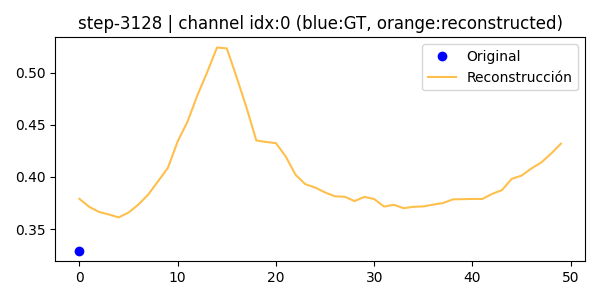 step-3128 | channel idx:0 (blue:GT, orange:reconstructed)
Original
Reconstrucción
0.50
0.45
0.40
0.35
0 10 20 30 40 50